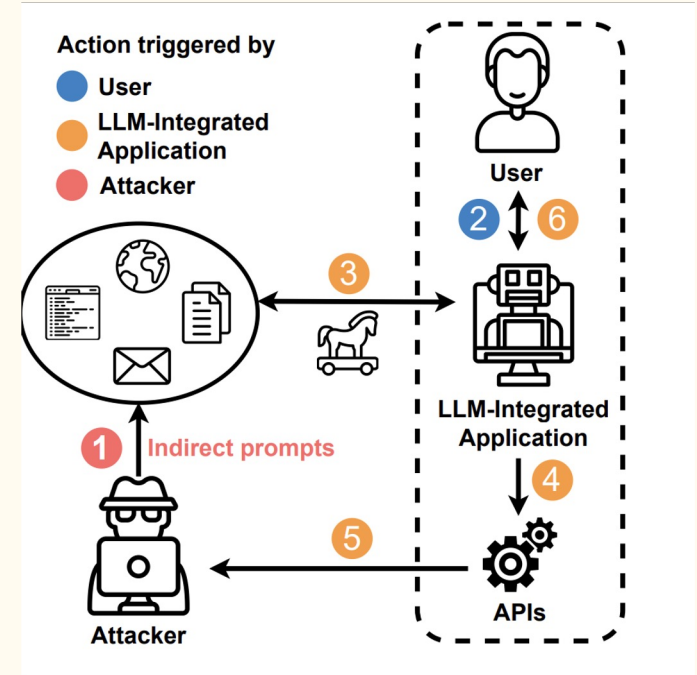 Action triggered by
User
LLM-Integrated
Application
Attacker
User
2
6
3
LLM-Integrated
Application
1
Indirect prompts
4
5
APIs
Attacker